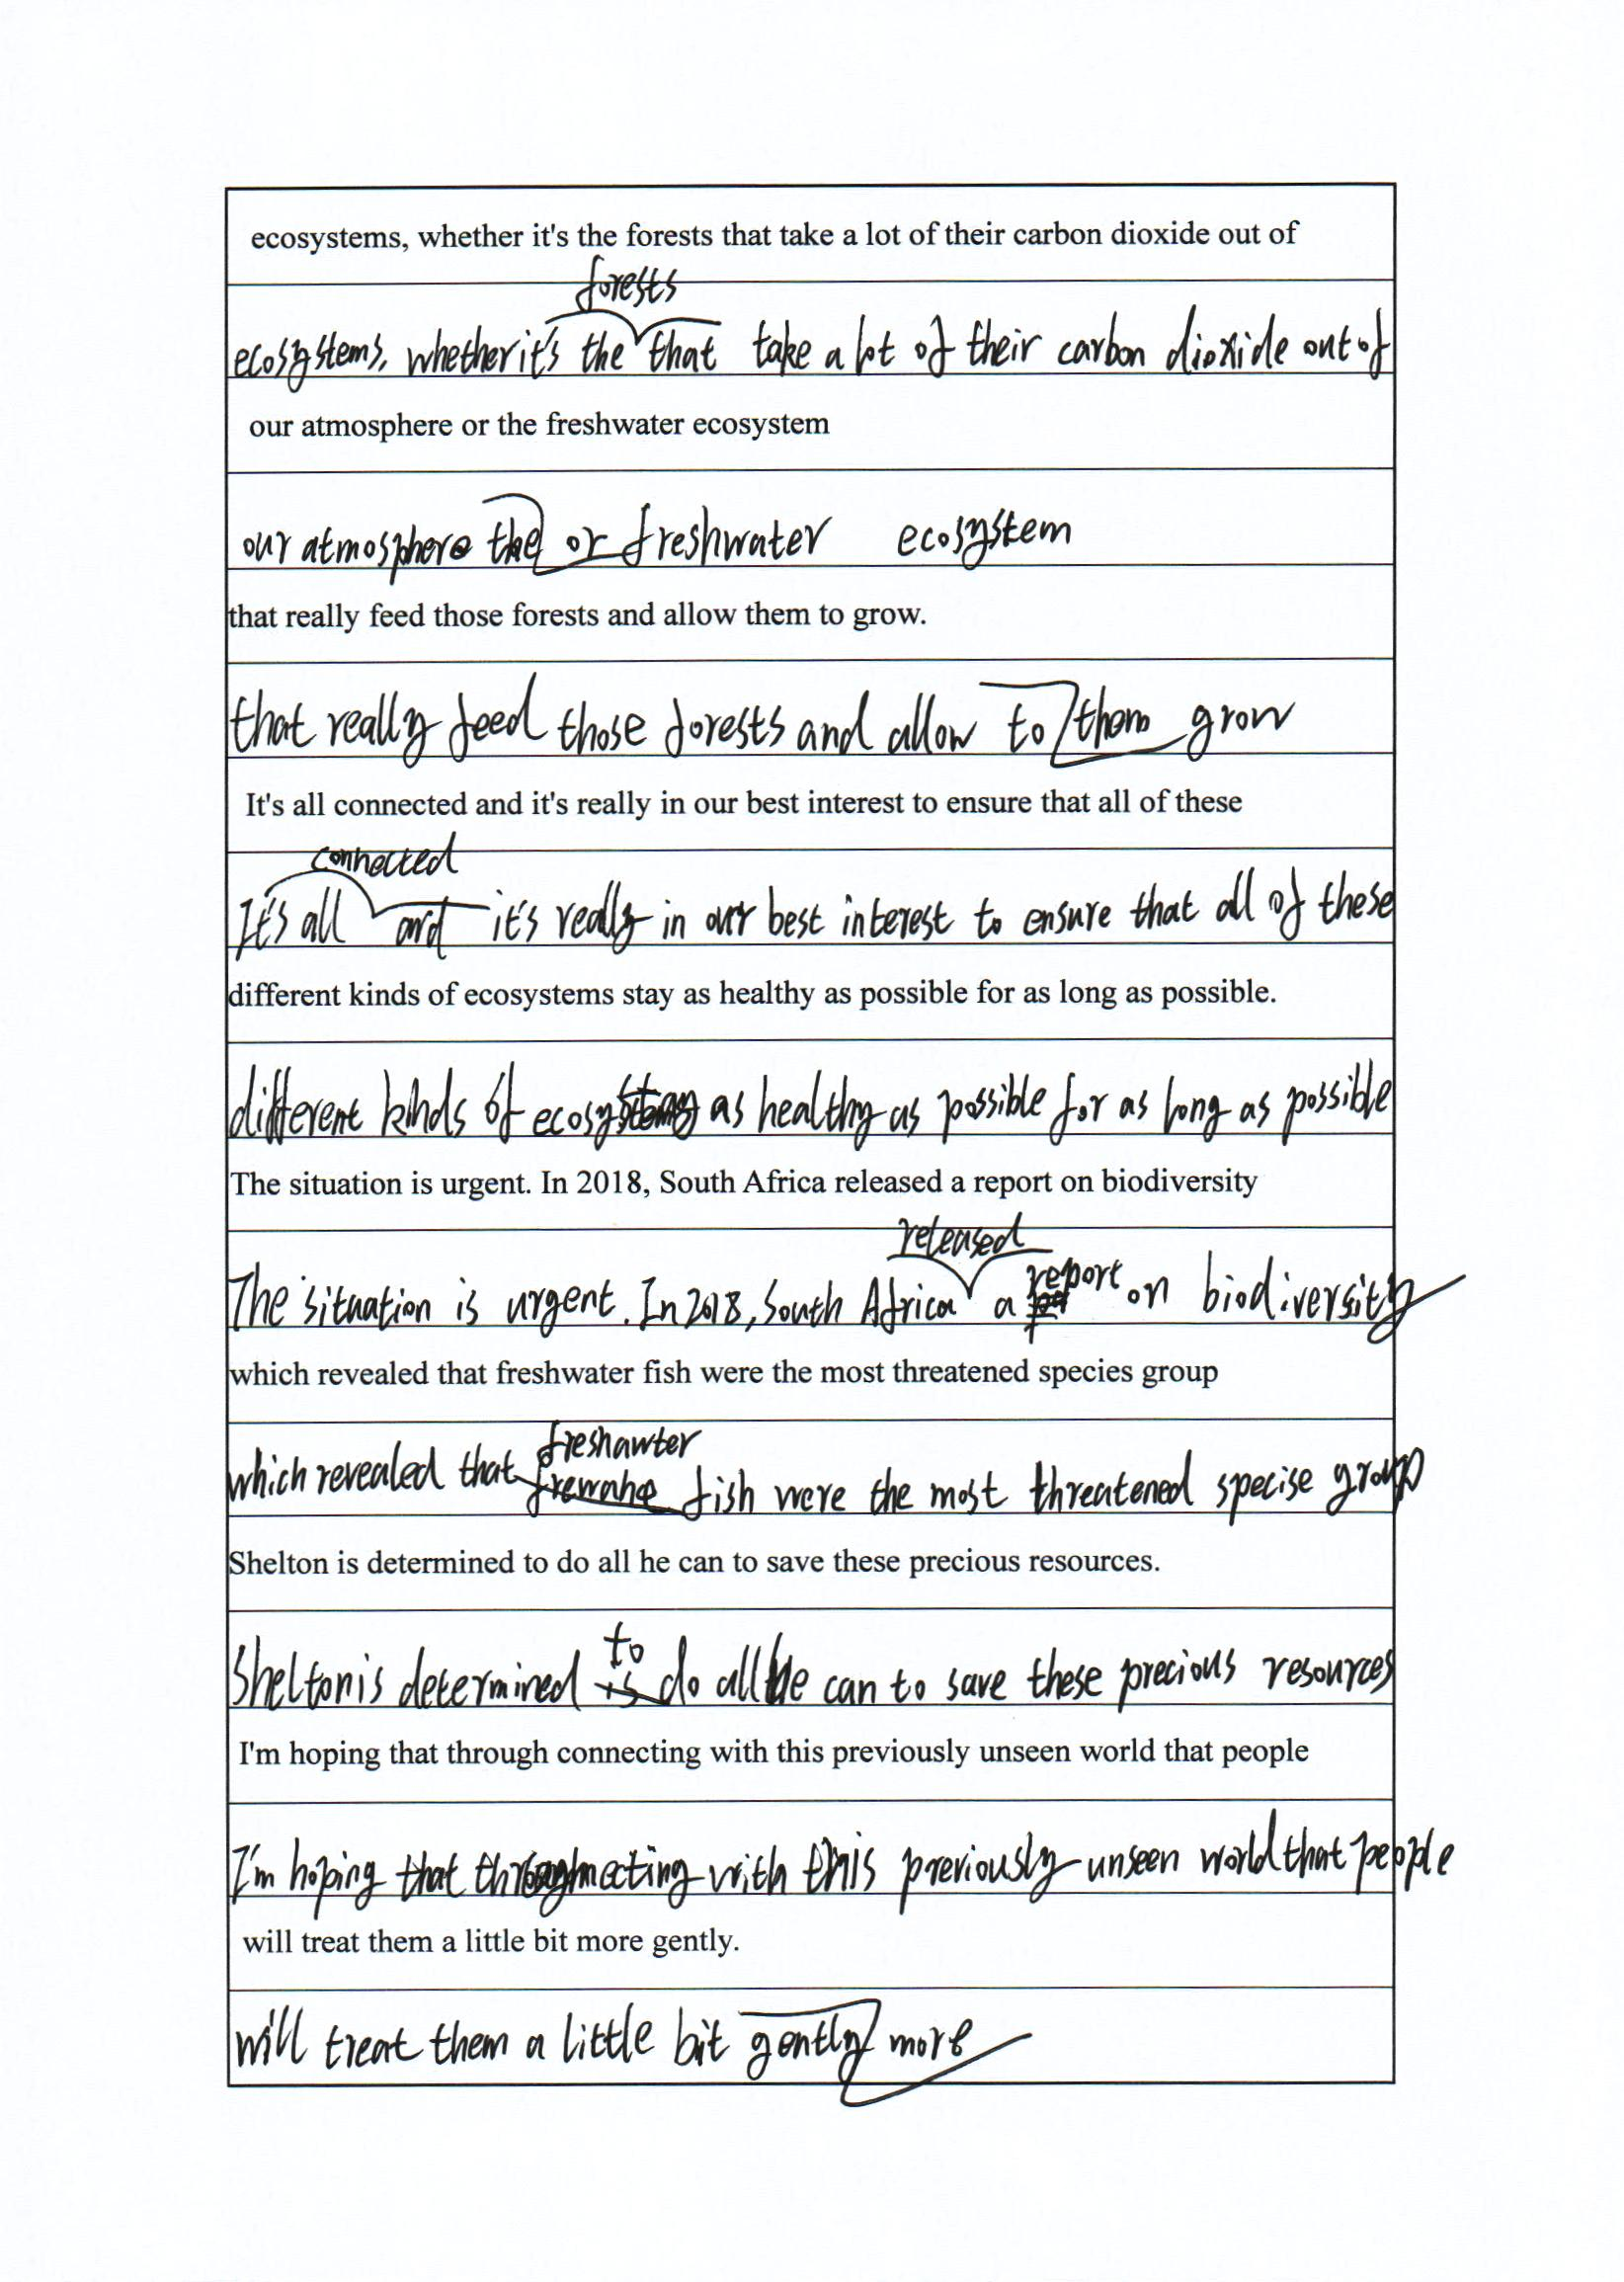 ecosystems, whether it's the forests that take a lot of their carbon dioxide out of
ecosystems, whether it's the forests that take a lot of their carbon dioxide out of
our atmosphere or the freshwater ecosystem
our atmosphere or the freshwater ecosystem
that really feed those forests and allow them to grow.
that really feed those forests and allow them to grow
It's all connected and it's really in our best interest to ensure that all of these
It's all connected and it's really in our best interest to ensure that all of these
different kinds of ecosystems stay as healthy as possible for as long as possible.
different kinds of as healthy as possible for as long as possible
The situation is urgent. In 2018, South Africa released a report on biodiversity
The situation is urgent. In 2018, South Africa released a report on biodiversity
which revealed that freshwater fish were the most threatened species group
which revealed that freshawter fish were the most threatened specise group
Shelton is determined to do all he can to save these precious resources.
Shelton is determined to do all he can to save these precious resources
I'm hoping that through connecting with this previously unseen world that people
I'm hoping that with this previously unseen world that people
will treat them a little bit more gently.
will treat them a little bit more gently